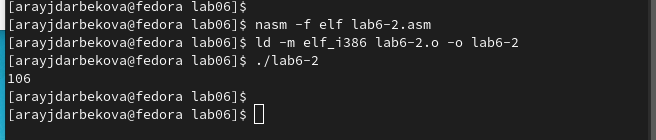 [arayjdarbekova@fedora lab06]$
[arayjdarbekova@fedora lab06]$ nasm -f elf lab6-2.asm
[arayjdarbekova@fedora lab06]$ ld -m elf_i386 lab6-2.o -o lab6-2
[arayjdarbekova@fedora lab06]$ ./lab6-2
106
[arayjdarbekova@fedora lab06]$
[arayjdarbekova@fedora lab06]$